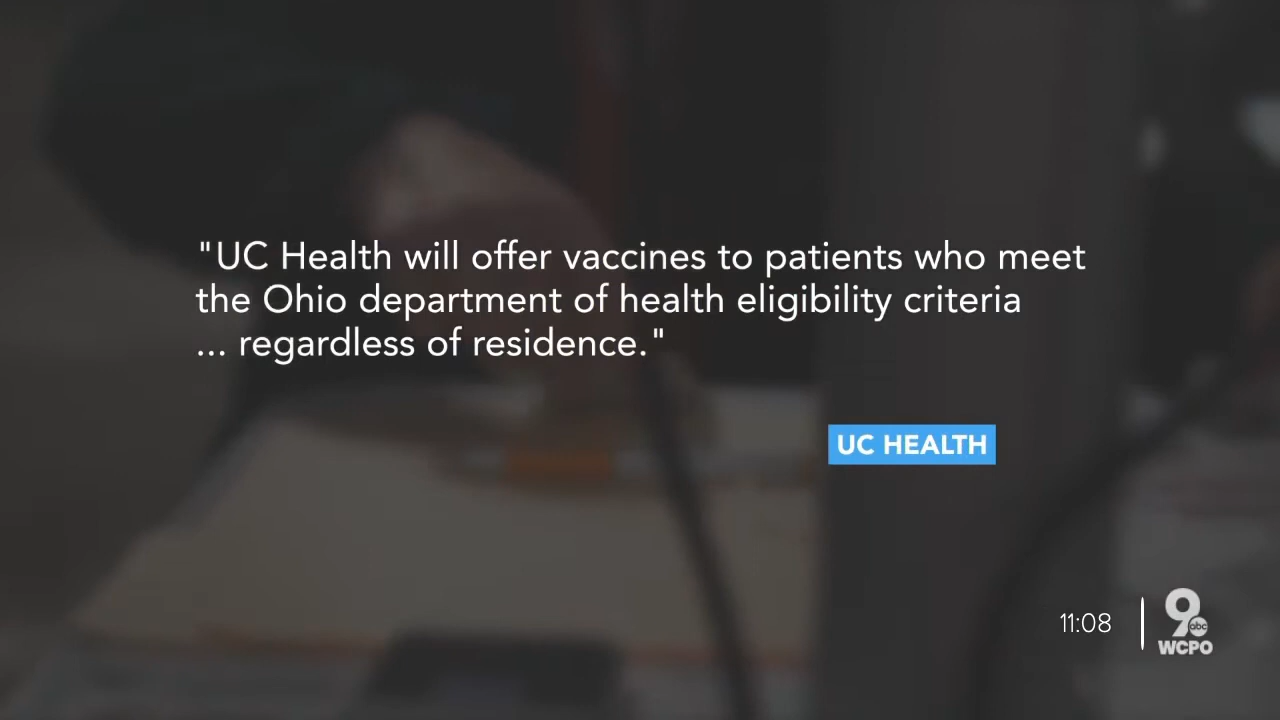 "UC Health will offer vaccines to patients who meet
the Ohio department of health eligibility criteria
... regardless of residence."
UC HEALTH
11:08
9
abc
WCPO